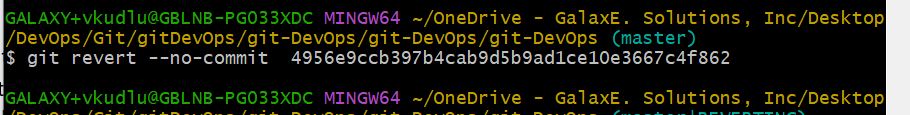 GALAXY+vkudlu@GBLNB-PG033XDC MINGW64 ~/OneDrive - GalaxE. Solutions, Inc/Desktop
/DevOps/Git/gitDevOps/git-DevOps/git-DevOps/git-DevOps (master)
$ git revert --no-commit  4956e9ccb397b4cab9d5b9ad1ce10e3667c4f862
GALAXY+vkudlu@GBLNB-PG033XDC MINGW64 ~/OneDrive - GalaxE. Solutions, Inc/Desktop
/DevOps/Git/gitDevOps/git-DevOps/git-DevOps/git-DevOps (master|REVERTING)